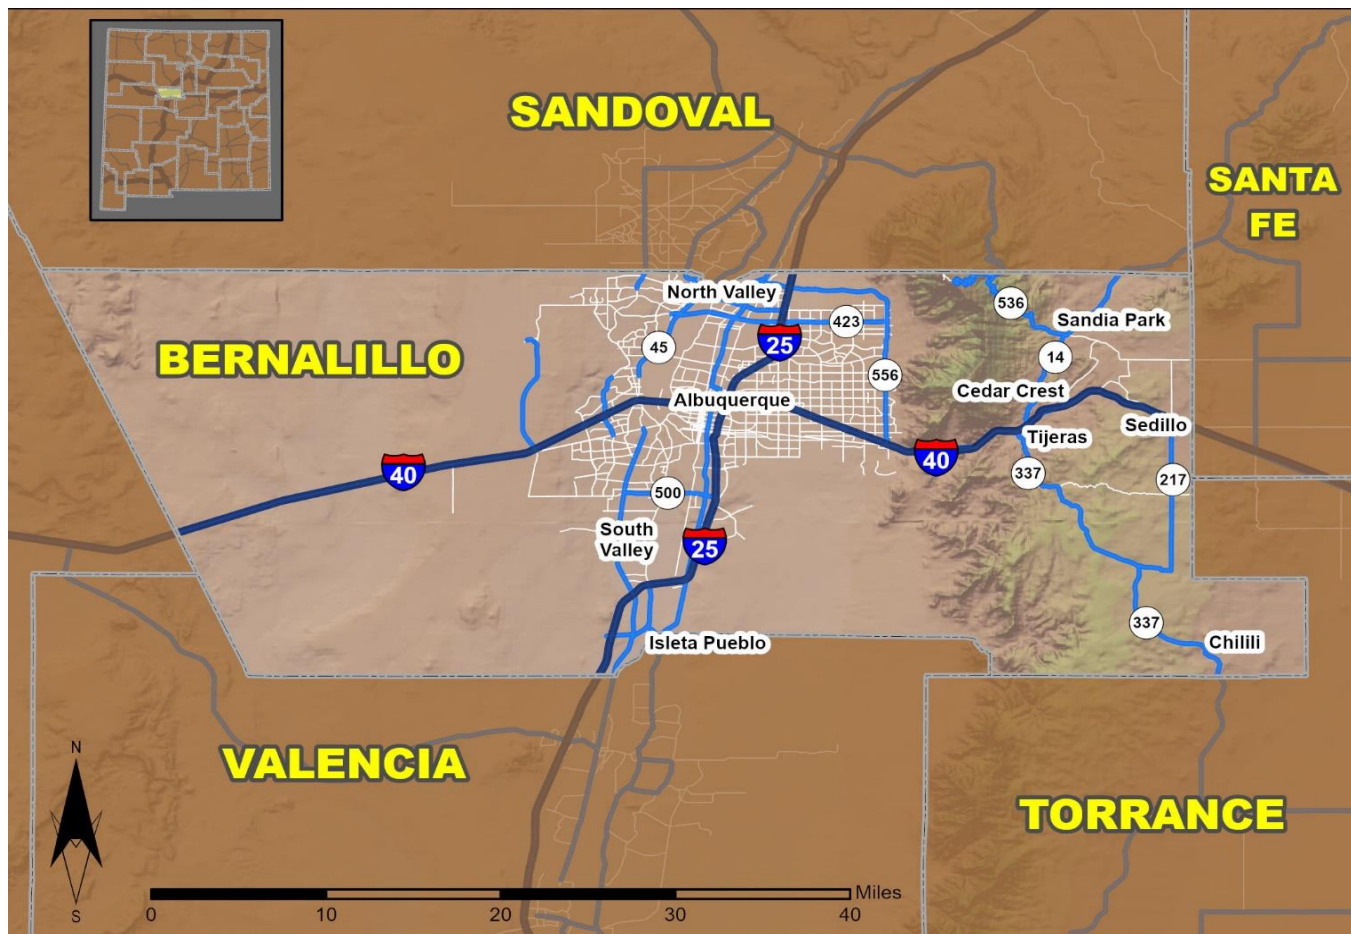 SANDOVAL
SANTA
FE
North Valley
536
423
Sandia Park
25
45
14
BERNALILLO
556
Cedar Crest
Albuquerque
Sedillo
Tijeras
40
40
337
217
500
South
Valley
25
337
Isleta Pueblo
Chilili
N
VALENCIA
TORRANCE
S
Miles
0 10 20 30 40